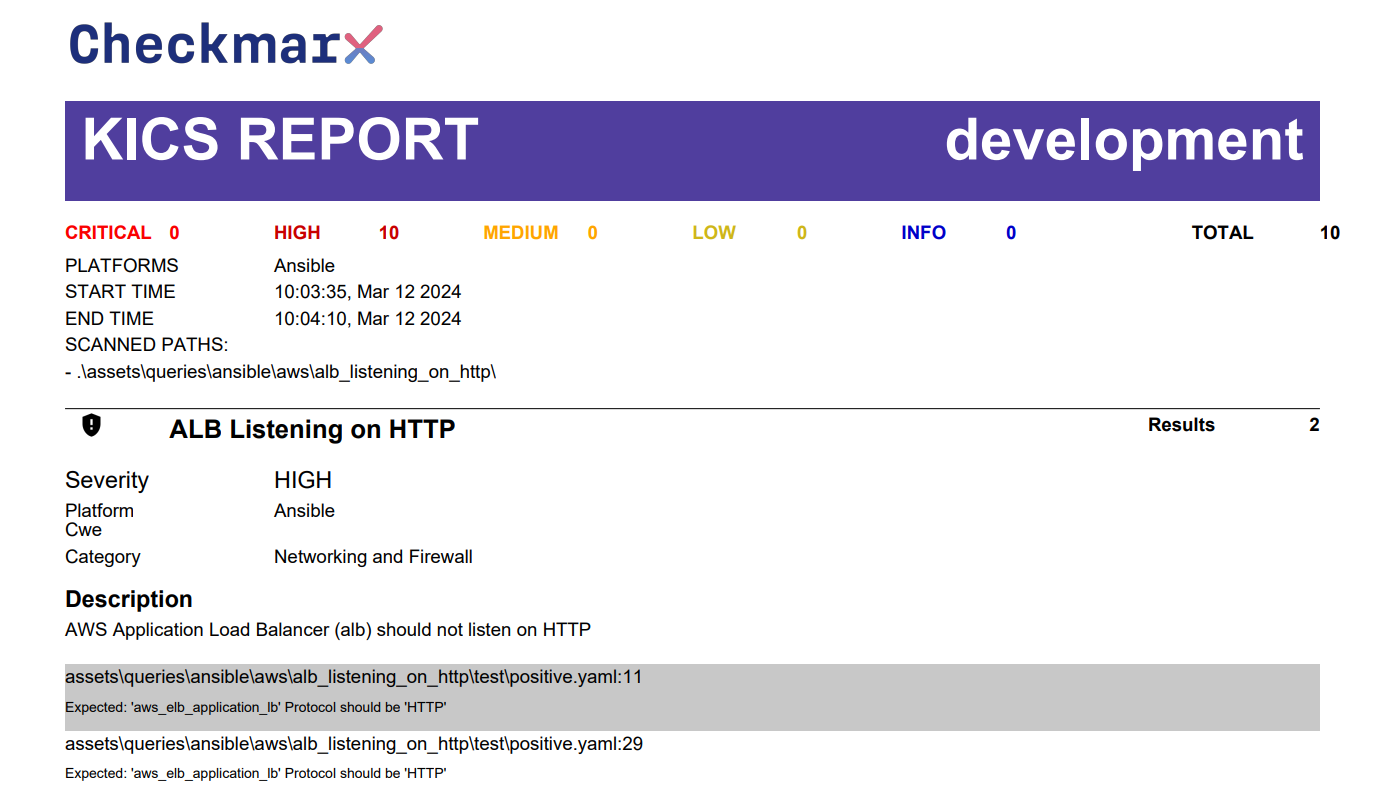 Checkmarx
KICS REPORT development
CRITICAL 0 HIGH 10 MEDIUM 0 LOW 0 INFO 0 TOTAL 10
PLATFORMS Ansible
START TIME 10:03:35, Mar 12 2024
END TIME 10:04:10, Mar 12 2024
SCANNED PATHS:
- .\assets\queries\ansible\aws\alb_listening_on_http\
ALB Listening on HTTP Results 2
Severity HIGH
Platform Ansible
Cwe
Category Networking and Firewall
Description
AWS Application Load Balancer (alb) should not listen on HTTP
assets\queries\ansible\aws\alb_listening_on_http\test\positive.yaml:11
Expected: 'aws_elb_application_lb' Protocol should be 'HTTP'
assets\queries\ansible\aws\alb_listening_on_http\test\positive.yaml:29
Expected: 'aws_elb_application_lb' Protocol should be 'HTTP'